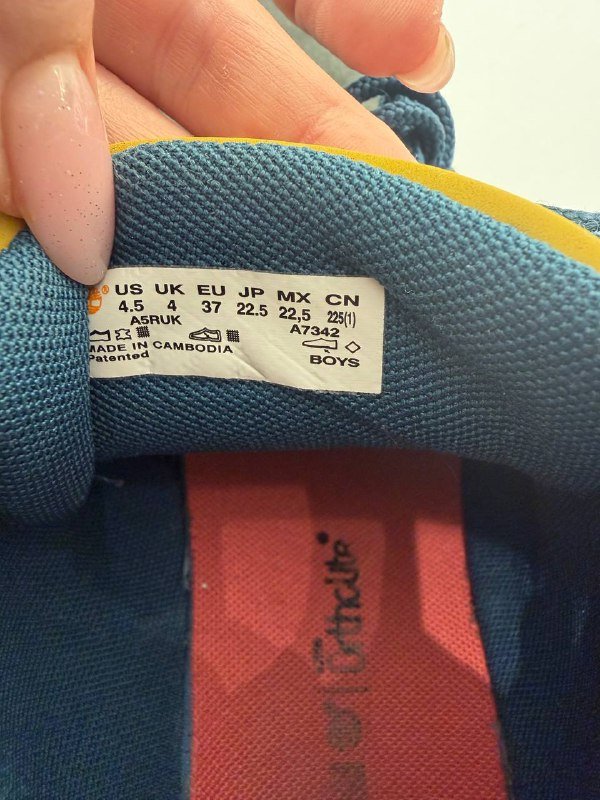 US UK EU JP MX CN
4.5 4 37 22.5 22,5 225(1)
A5RUK A7342
MADE IN CAMBODIA
Patented
BOYS
OrthoLite